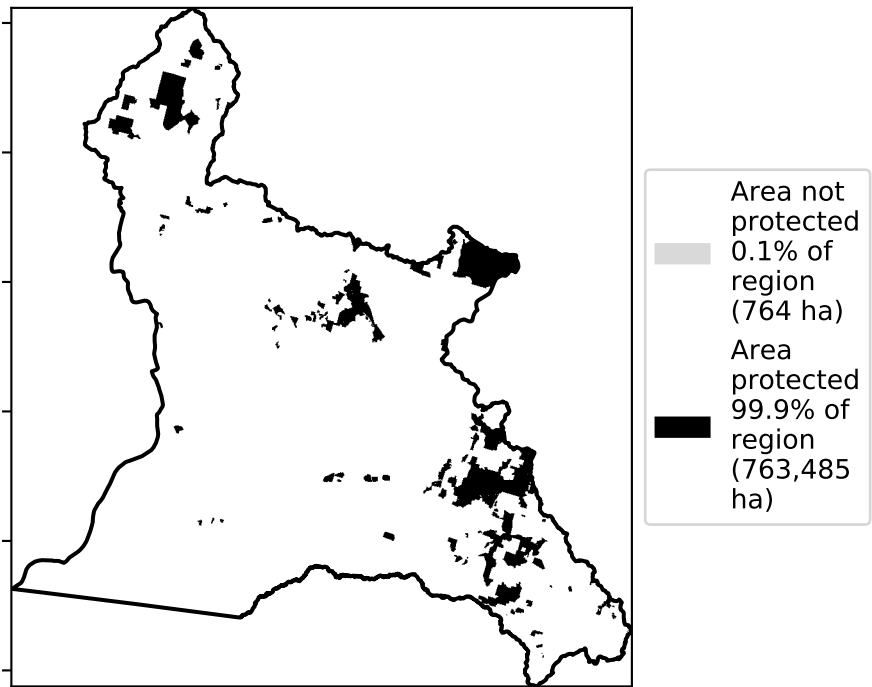 Area not
protected
0.1% of
region
(764 ha)
Area
protected
99.9% of
region
(763,485
ha)